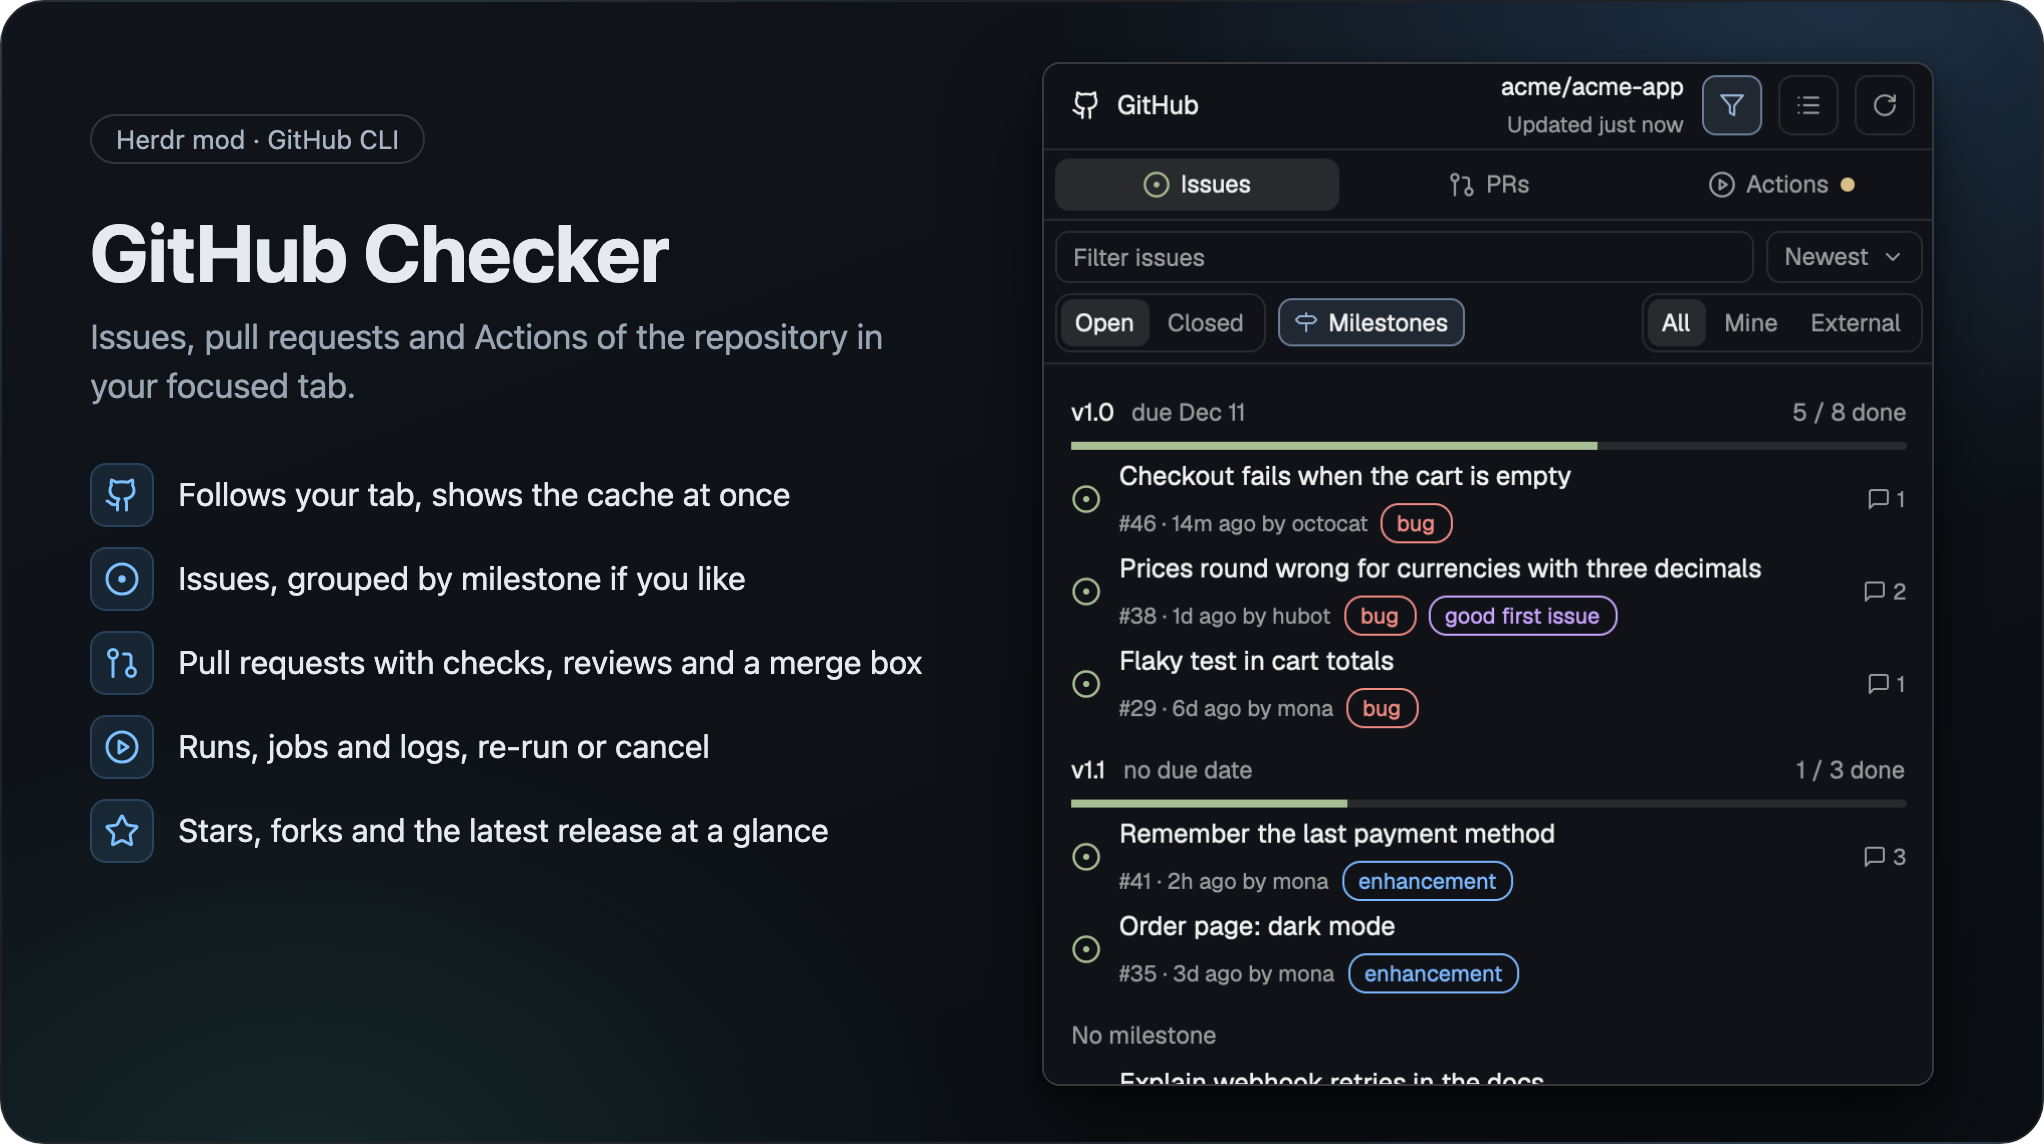 Herdr mod · GitHub CLI
GitHub Checker
Issues, pull requests and Actions of the repository in
your focused tab.
Follows your tab, shows the cache at once
Issues, grouped by milestone if you like
Pull requests with checks, reviews and a merge box
Runs, jobs and logs, re-run or cancel
Stars, forks and the latest release at a glance
GitHub
acme/acme-app
Updated just now
Issues
PRs
Actions
Filter issues
Newest
Open
Closed
Milestones
All
Mine
External
v1.0 due Dec 11
5 / 8 done
Checkout fails when the cart is empty
#46 · 14m ago by octocat bug
1
Prices round wrong for currencies with three decimals
#38 · 1d ago by hubot bug good first issue
2
Flaky test in cart totals
#29 · 6d ago by mona bug
1
v1.1 no due date
1 / 3 done
Remember the last payment method
#41 · 2h ago by mona enhancement
3
Order page: dark mode
#35 · 3d ago by mona enhancement
No milestone
Explain webhook retries in the docs